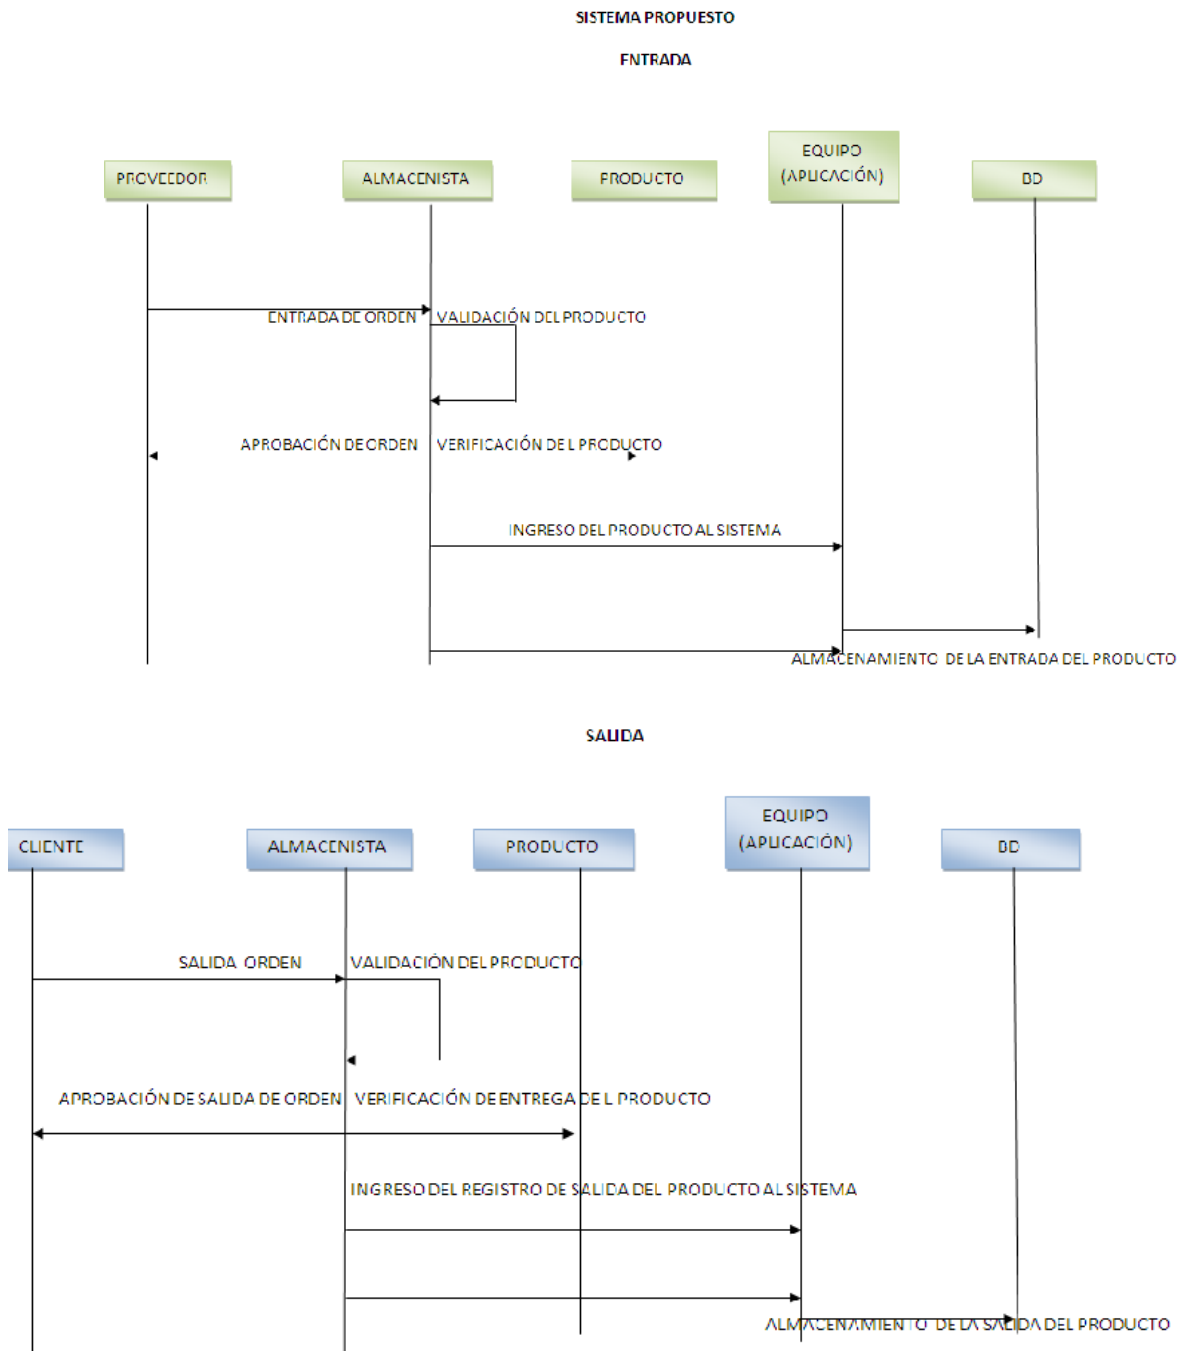 SISTEMA PROPUESTO
ENTRADA
PROVEEDOR
ALMACENISTA
PRODUCTO
EQUIPO
(APLICACIÓN)
BD
ENTRADA DE ORDEN
VALIDACIÓN DEL PRODUCTO
APROBACIÓN DE ORDEN
VERIFICACIÓN DEL PRODUCTO
INGRESO DEL PRODUCTO AL SISTEMA
ALMACENAMIENTO DE LA ENTRADA DEL PRODUCTO
SALIDA
CLIENTE
ALMACENISTA
PRODUCTO
EQUIPO
(APLICACIÓN)
BD
SALIDA ORDEN
VALIDACIÓN DEL PRODUCTO
APROBACIÓN DE SALIDA DE ORDEN
VERIFICACIÓN DE ENTREGA DEL PRODUCTO
INGRESO DEL REGISTRO DE SALIDA DEL PRODUCTO AL SISTEMA
ALMACENAMIENTO DE LA SALIDA DEL PRODUCTO